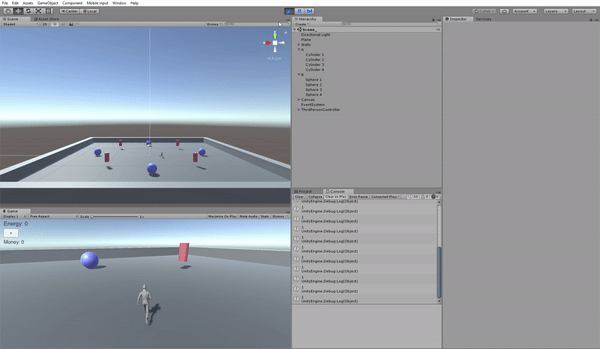 File Edit Assets GameObject Component Mobile Input Window Help
Center Local
Account Layers Layout
Scene Asset Store
Shaded 2D Gizmos
Hierarchy
Create
Scene_
Directional Light
Plane
Walls
A
Cylinder 1
Cylinder 2
Cylinder 3
Cylinder 4
B
Sphere 1
Sphere 2
Sphere 3
Sphere 4
Canvas
EventSystem
ThirdPersonController
Inspector Services
Game
Display 1 Free Aspect Scale 1x Maximize On Play Mute Audio Stats Gizmos
Energy: 0
Money: 0
Project Console
Clear Collapse Clear on Play Error Pause Connected Player
UnityEngine.Debug:Log(Object)
1
UnityEngine.Debug:Log(Object)
1
UnityEngine.Debug:Log(Object)
1
UnityEngine.Debug:Log(Object)
1
UnityEngine.Debug:Log(Object)
1
UnityEngine.Debug:Log(Object)
1
UnityEngine.Debug:Log(Object)
1
UnityEngine.Debug:Log(Object)
1
UnityEngine.Debug:Log(Object)
1
UnityEngine.Debug:Log(Object)